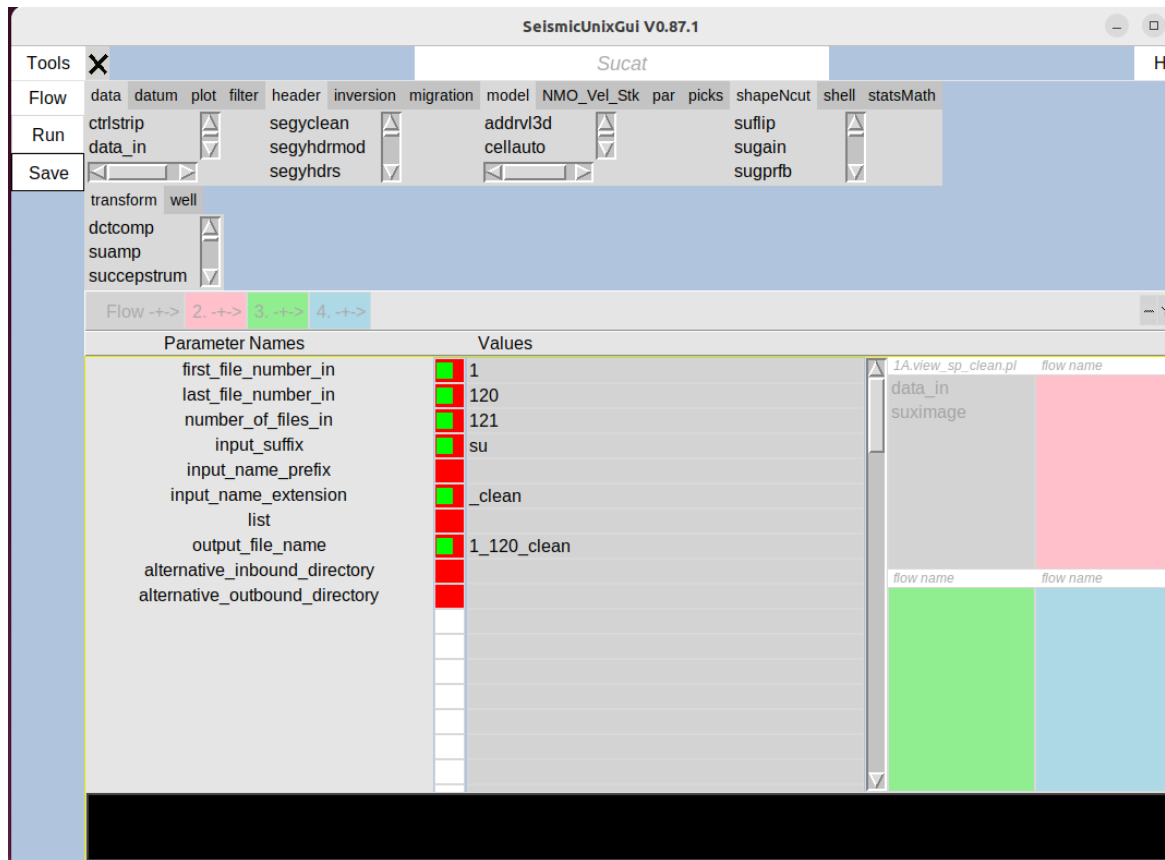 SeismicUnixGui V0.87.1
Tools Sucat H
Flow data datum plot filter header inversion migration model NMO_Vel_Stk par picks shapeNcut shell statsMath
ctrlstrip segyclean addrvl3d suflip
Run
data_in segyhdrmod cellauto sugain
Save segyhdrs sugprfb
transform well
dctcomp
suamp
succepstrum
Flow -+-> 2. -+-> 3. -+-> 4. -+->
Parameter Names Values
first_file_number_in 1 1A.view_sp_clean.pl flow name
last_file_number_in 120 data_in
number_of_files_in 121 suximage
input_suffix su
input_name_prefix
input_name_extension _clean
list
output_file_name 1_120_clean
alternative_inbound_directory flow name flow name
alternative_outbound_directory